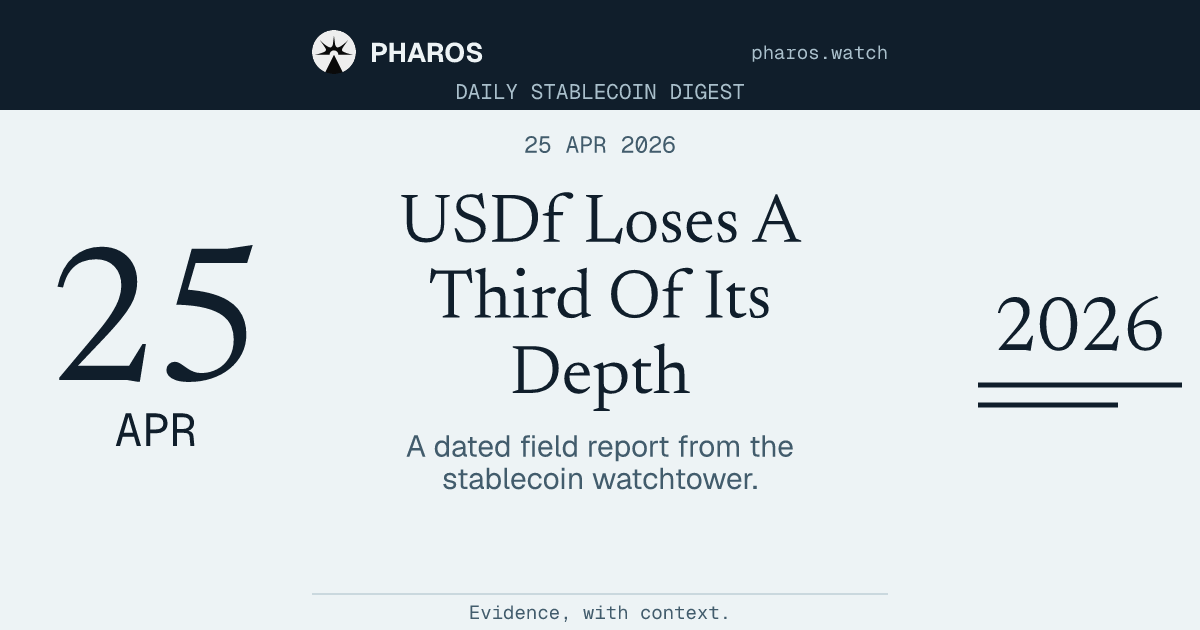 PHAROS
pharos.watch
DAILY STABLECOIN DIGEST
25 APR 2026
USDf Loses A
Third Of Its
Depth
A dated field report from the
stablecoin watchtower.
25
APR
2026
Evidence, with context.